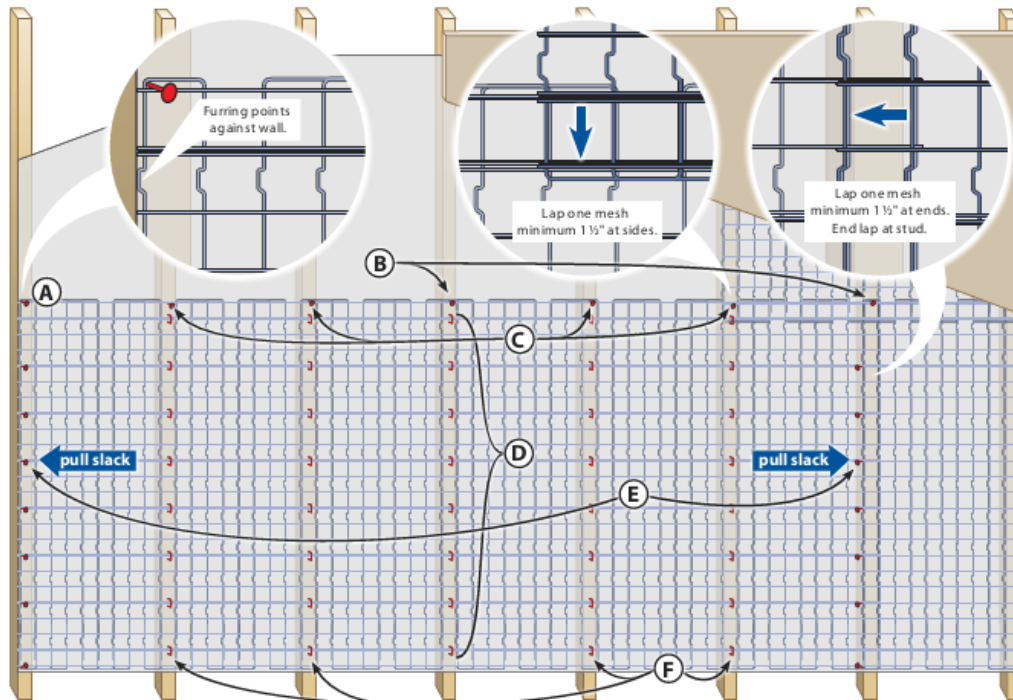 Furring points
against wall.
Lap one mesh
minimum 1 ½" at sides.
Lap one mesh
minimum 1 ½" at ends.
End lap at stud.
B
A
C
D
pull slack
pull slack
E
F